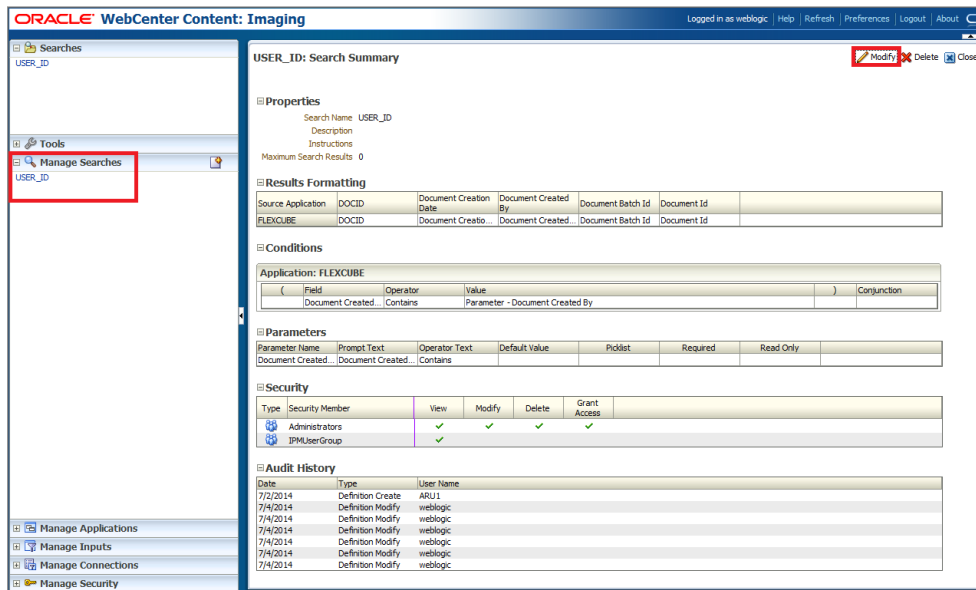 ORACLE WebCenter Content: Imaging
Logged in as weblogic Help Refresh Preferences Logout About
Searches
USER_ID
Tools
Manage Searches
USER_ID
Manage Applications
Manage Inputs
Manage Connections
Manage Security
USER_ID: Search Summary
Modify Delete Close
Properties
Search Name USER_ID
Description
Instructions
Maximum Search Results 0
Results Formatting
Source Application DOCID Document Creation Date Document Created By Document Batch Id Document Id
FLEXCUBE DOCID Document Creatio... Document Created... Document Batch Id Document Id
Conditions
Application: FLEXCUBE
( Field Operator Value ) Conjunction
Document Created... Contains Parameter - Document Created By
Parameters
Parameter Name Prompt Text Operator Text Default Value Picklist Required Read Only
Document Created... Document Created... Contains
Security
Type Security Member View Modify Delete Grant Access
Administrators
IPMUserGroup
Audit History
Date Type User Name
7/2/2014 Definition Create ARU1
7/4/2014 Definition Modify weblogic
7/4/2014 Definition Modify weblogic
7/4/2014 Definition Modify weblogic
7/4/2014 Definition Modify weblogic
7/4/2014 Definition Modify weblogic
7/4/2014 Definition Modify weblogic